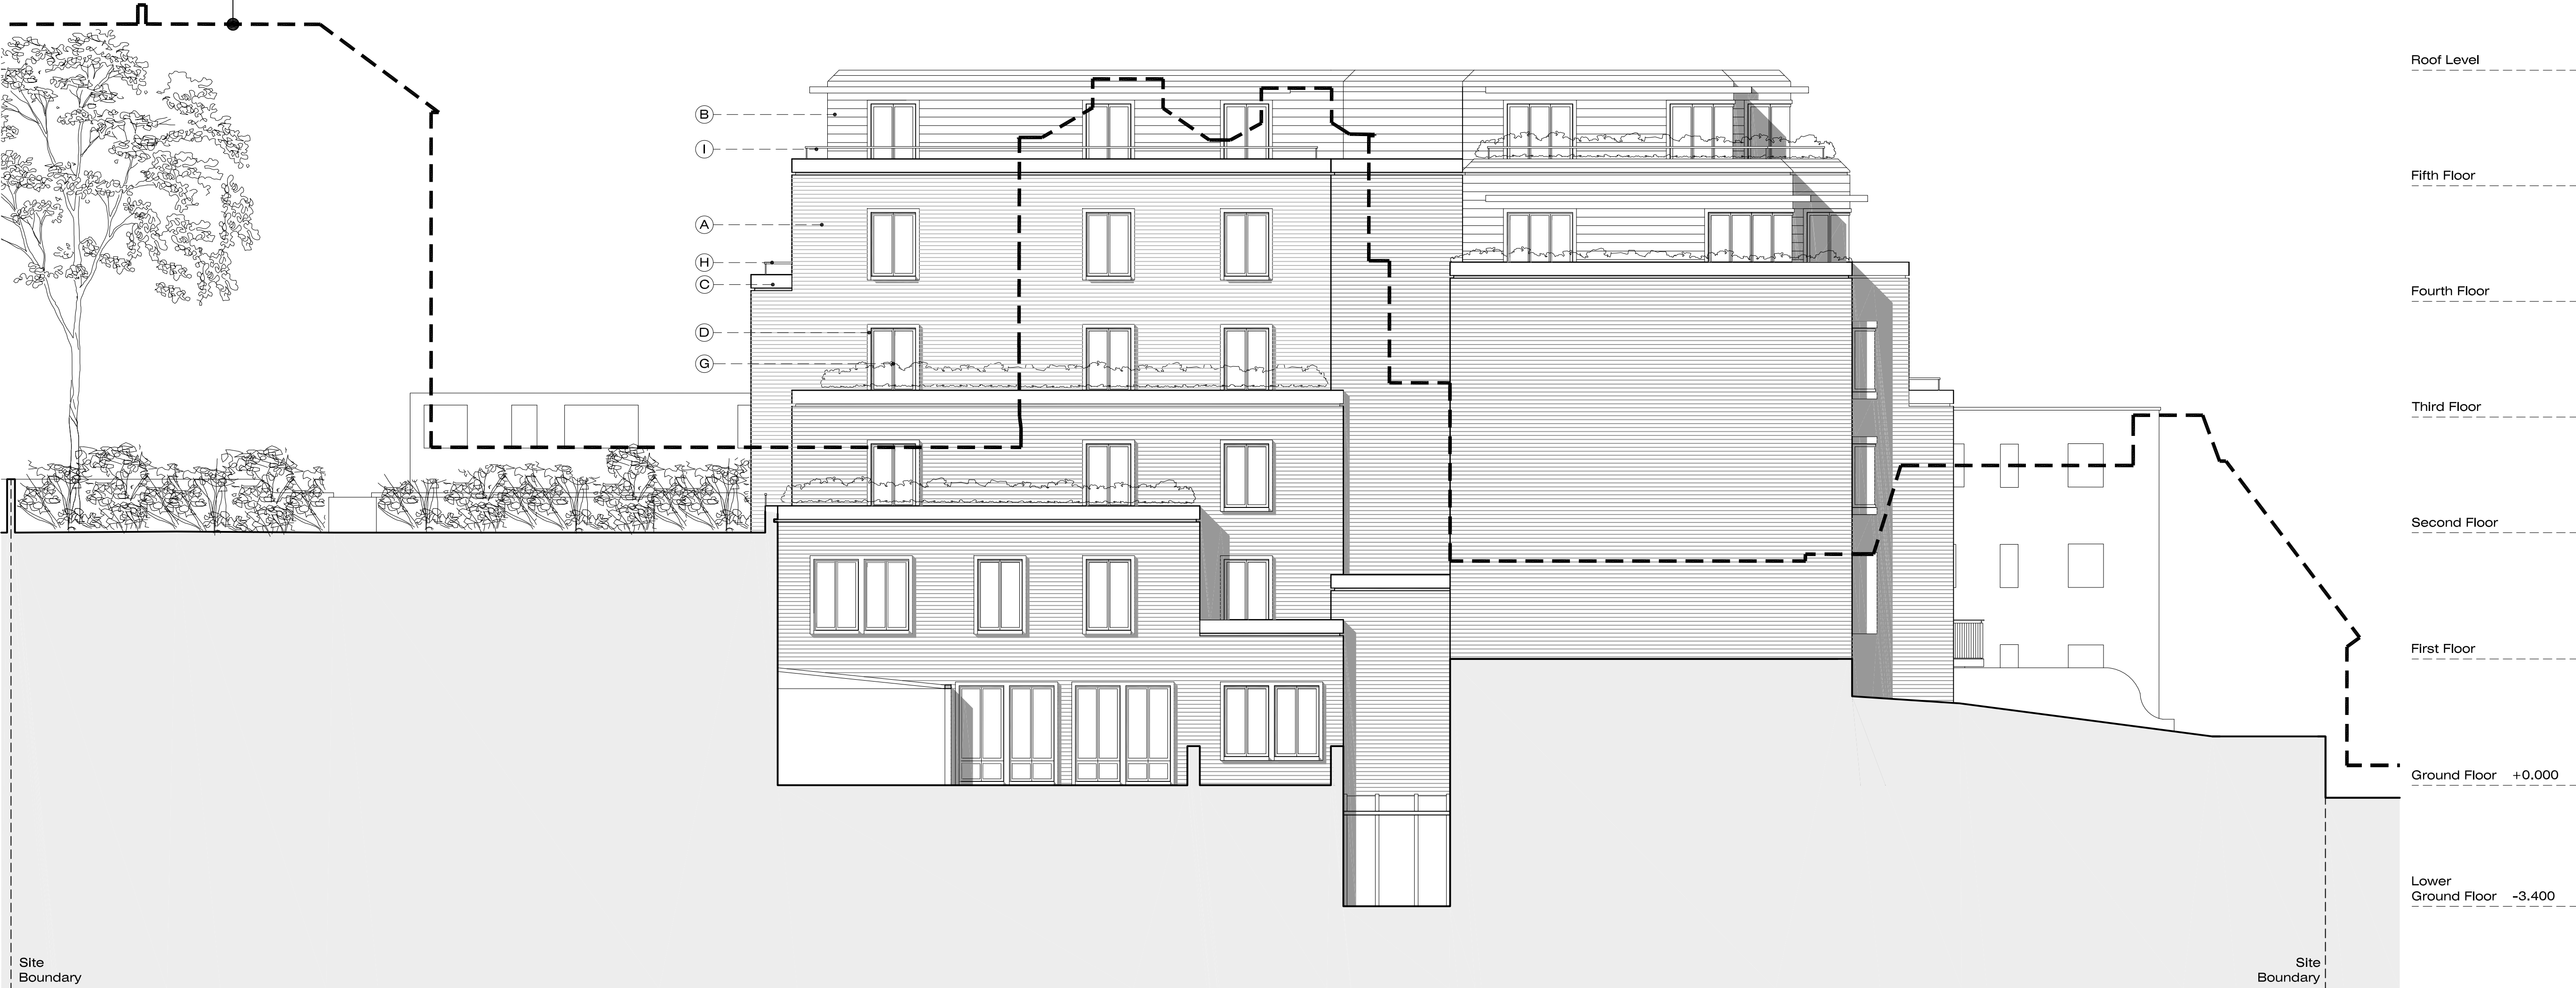 Roof Level
B
I
Fifth Floor
A
H
C
Fourth Floor
D
G
Third Floor
Second Floor
First Floor
Ground Floor +0.000
Lower
Ground Floor -3.400
Site
Boundary
Site
Boundary